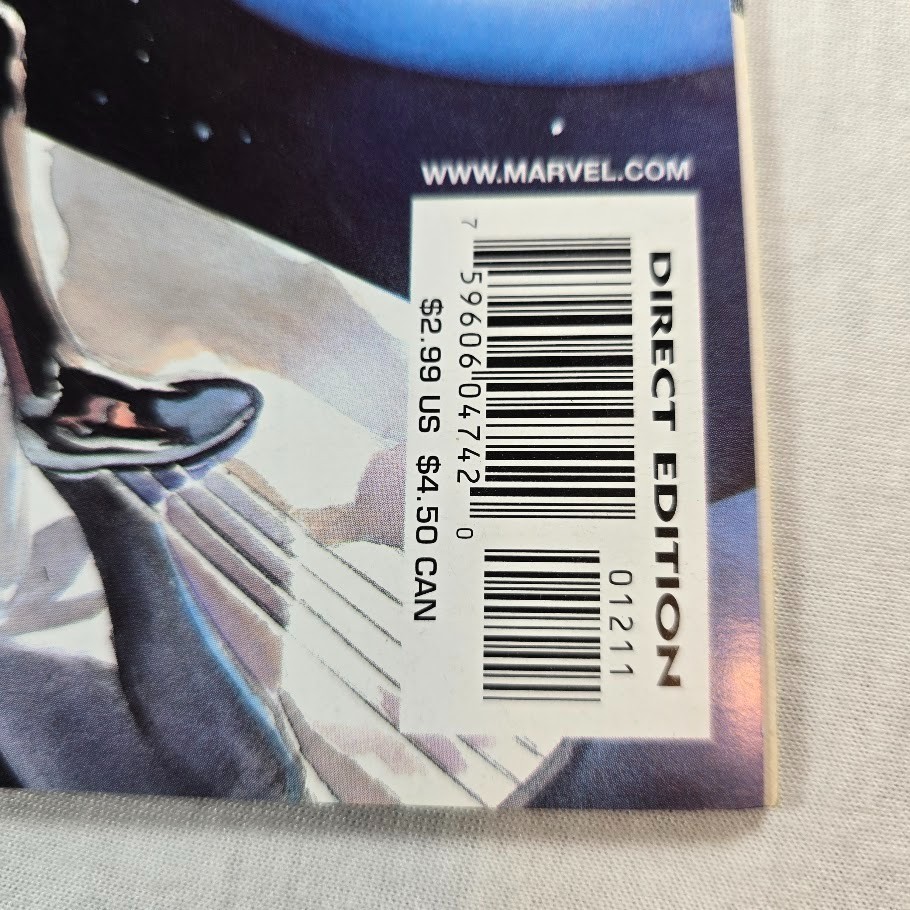 WWW.MARVEL.COM
DIRECT EDITION
01211
7 59606 04742 0
$2.99 US $4.50 CAN